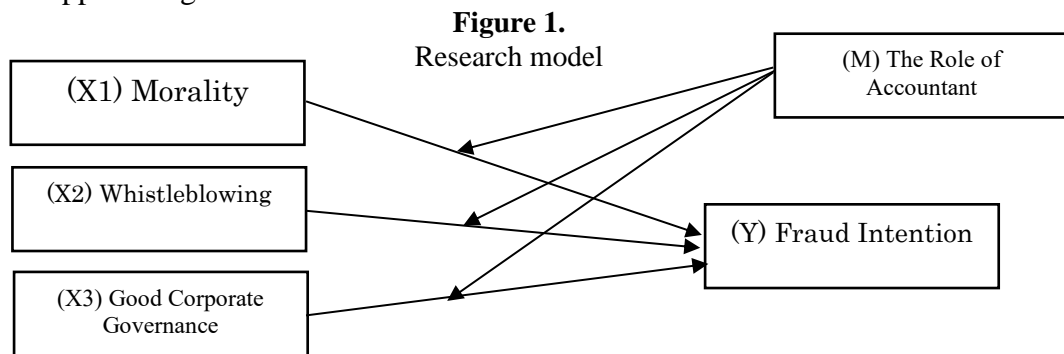 Figure 1.
Research model
(X1) Morality
(M) The Role of
Accountant
(X2) Whistleblowing
(Y) Fraud Intention
(X3) Good Corporate
Governance